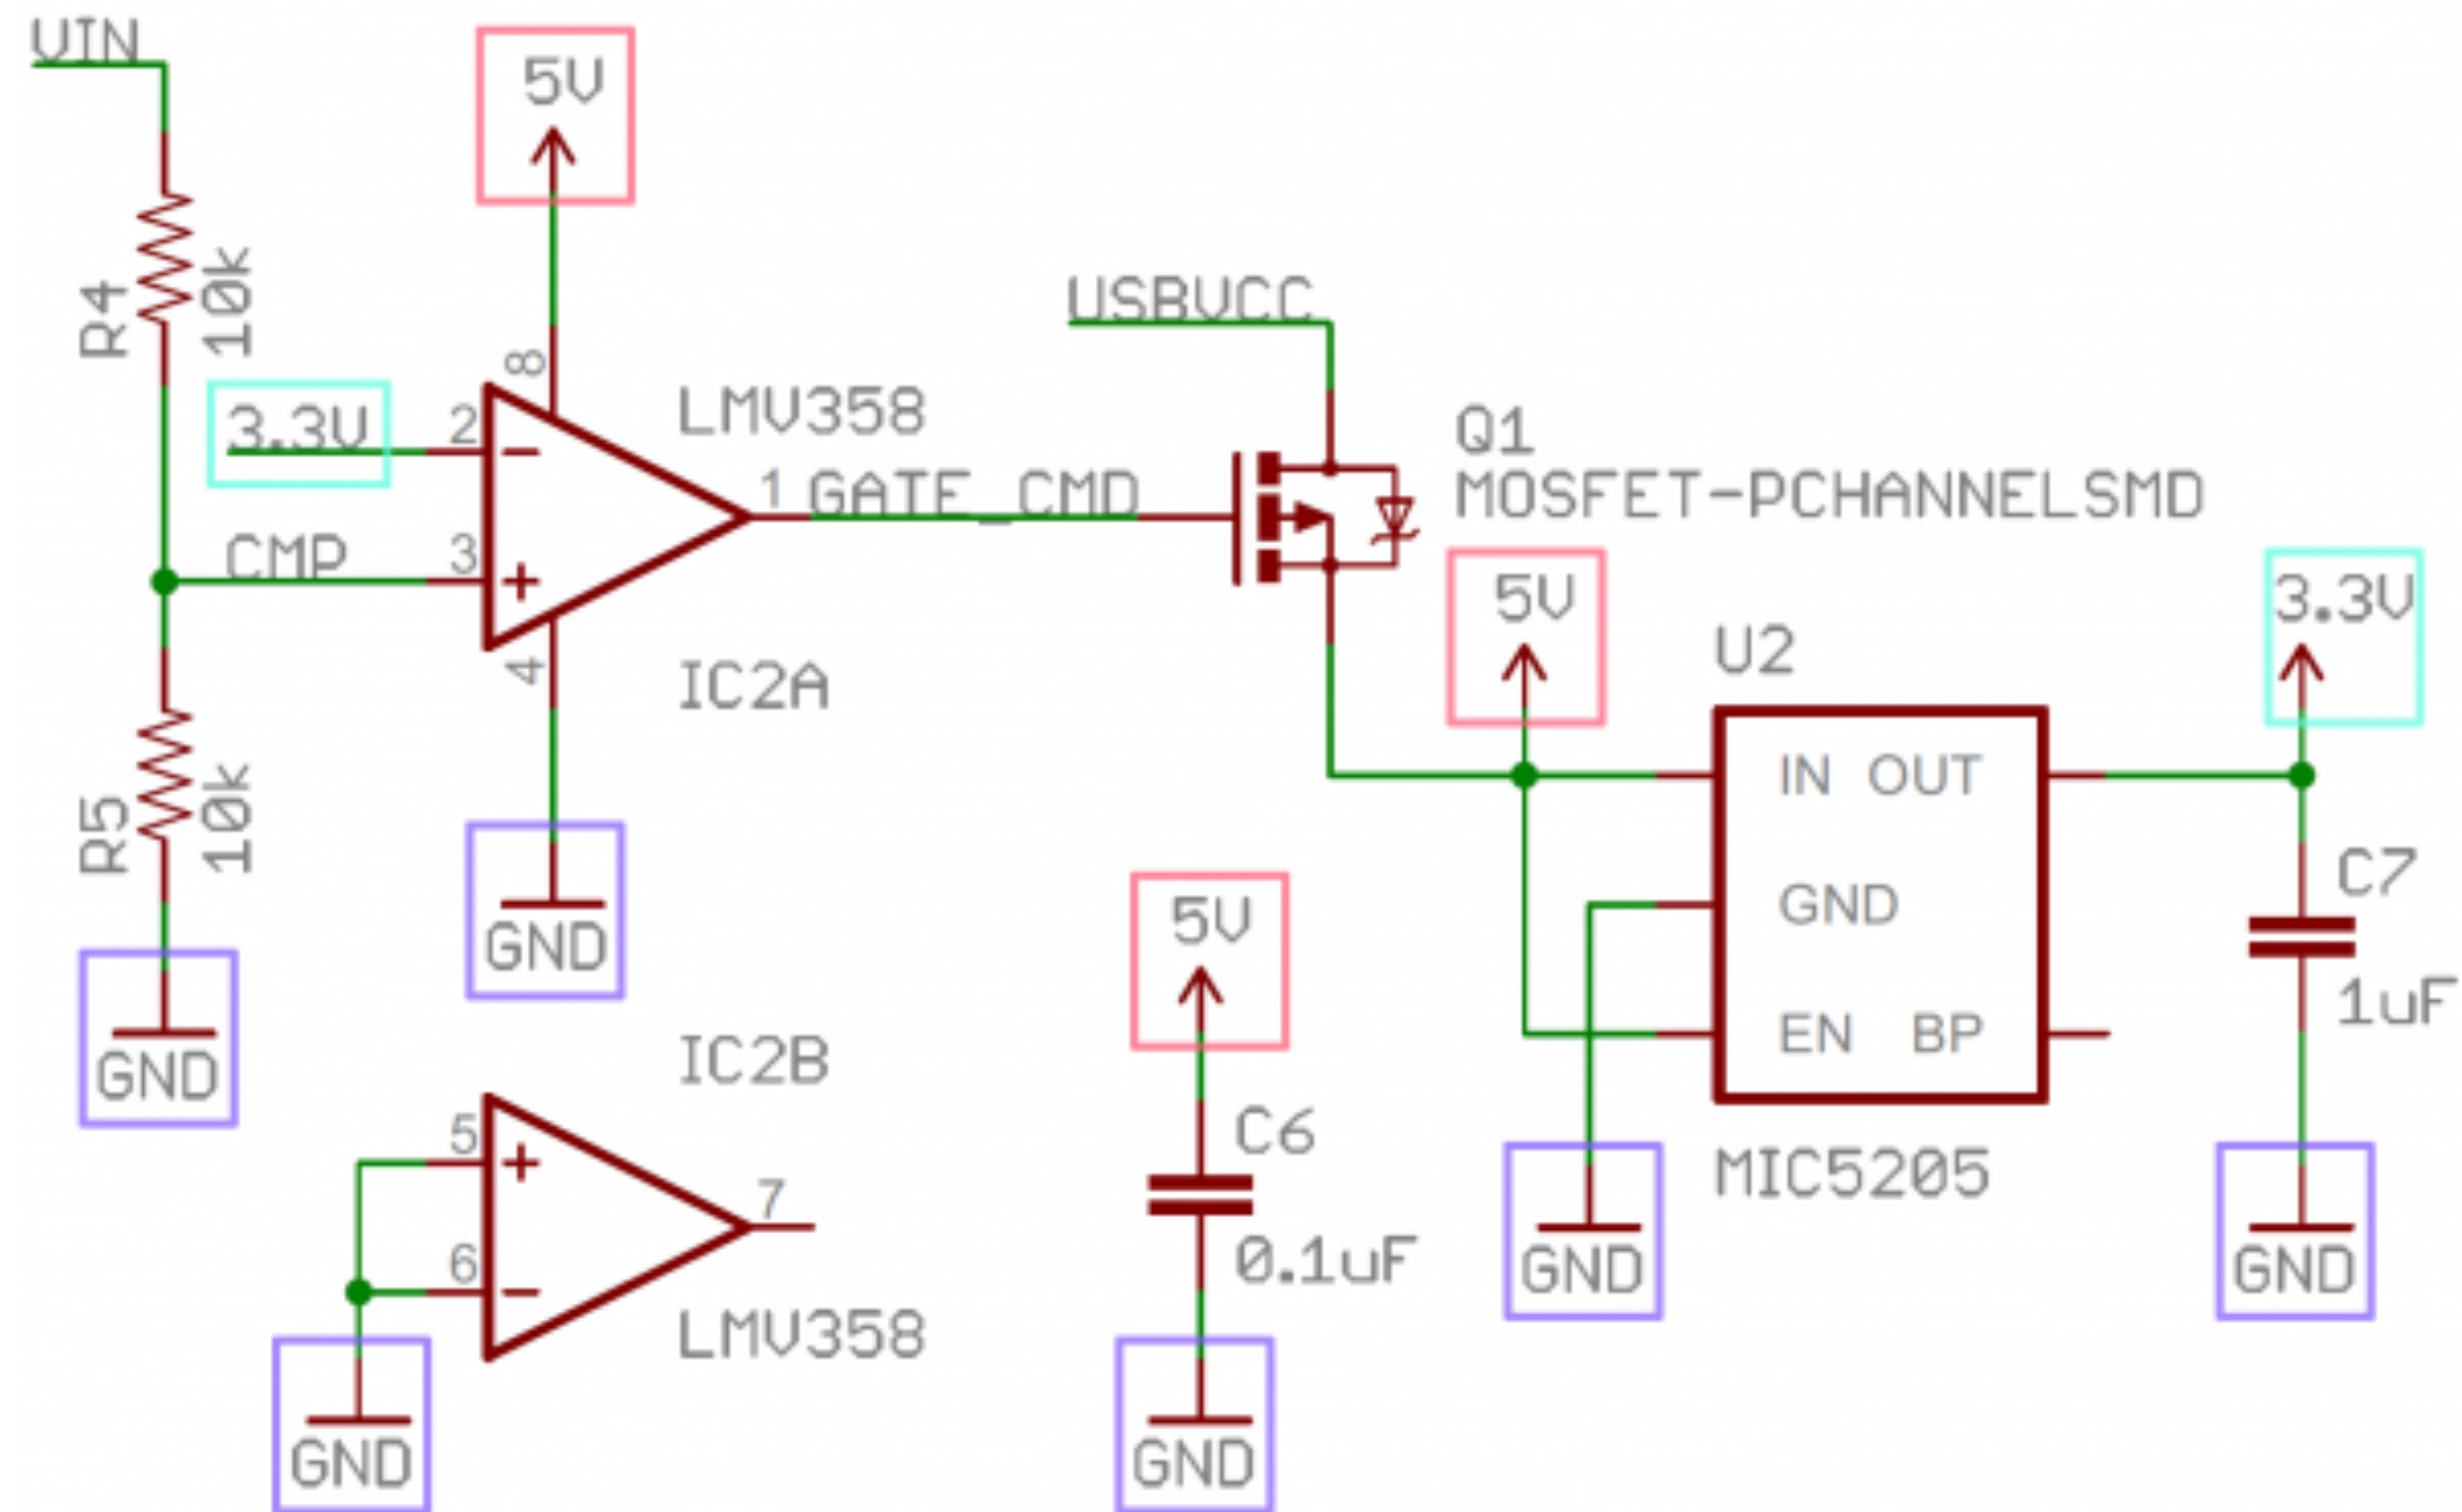 VIN
5V
R4
10k
8
3.3V
2
LMV358
USBVCC
Q1
MOSFET-PCHANNELSMD
1
GATE_CMD
CMP
3
4
IC2A
5V
3.3V
U2
IN OUT
GND
EN BP
MIC5205
R5
10k
GND
GND
5V
C7
1uF
IC2B
5
6
7
LMV358
C6
0.1uF
GND
GND
GND
GND